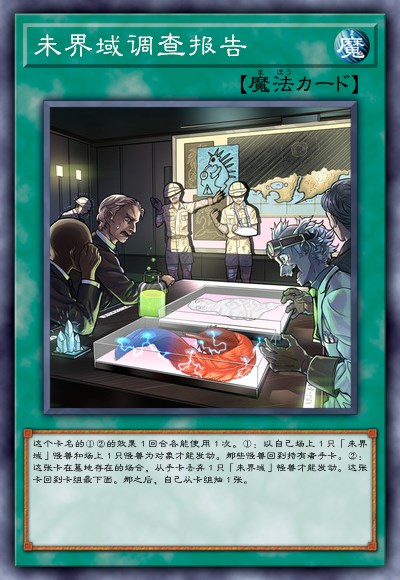 未界域调查报告
魔
【魔法カード】
ま ほう
这个卡名的①②的效果1回合各能使用1次。①：以自己场上1只「未界
域」怪兽和场上1只怪兽为对象才能发动。那些怪兽回到持有者手卡。②：
这张卡在墓地存在的场合，从手卡丢弃1只「未界域」怪兽才能发动。这张
卡回到卡组最下面。那之后，自己从卡组抽1张。